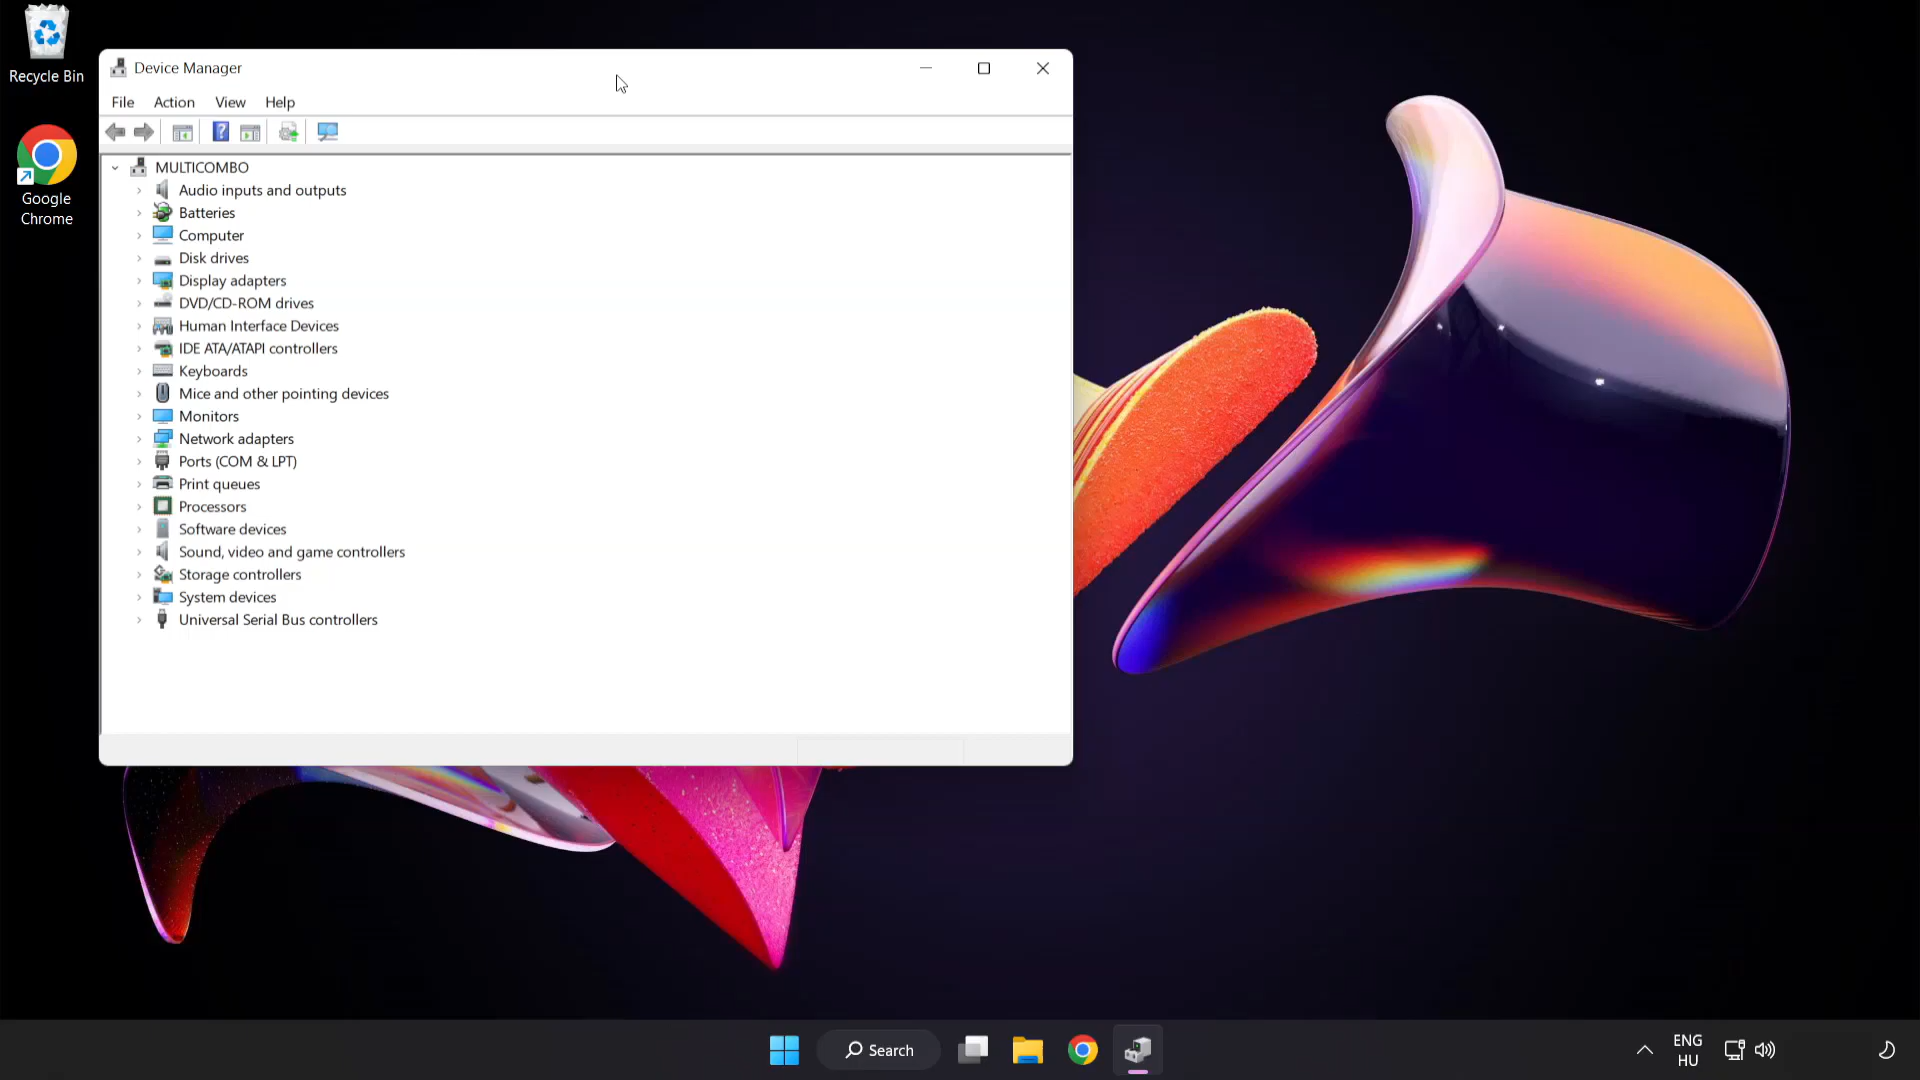 Recycle Bin
Google
Chrome
Device Manager
File Action View Help
MULTICOMBO
Audio inputs and outputs
Batteries
Computer
Disk drives
Display adapters
DVD/CD-ROM drives
Human Interface Devices
IDE ATA/ATAPI controllers
Keyboards
Mice and other pointing devices
Monitors
Network adapters
Ports (COM & LPT)
Print queues
Processors
Software devices
Sound, video and game controllers
Storage controllers
System devices
Universal Serial Bus controllers
Search
ENG
HU